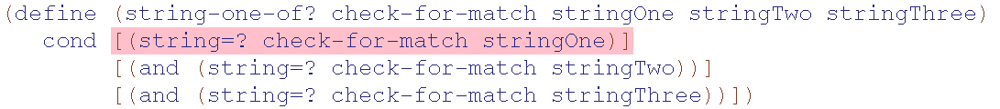 (define (string-one-of? check-for-match stringOne stringTwo stringThree)
cond [(string=? check-for-match stringOne)]
[(and (string=? check-for-match stringTwo))]
[(and (string=? check-for-match stringThree))])